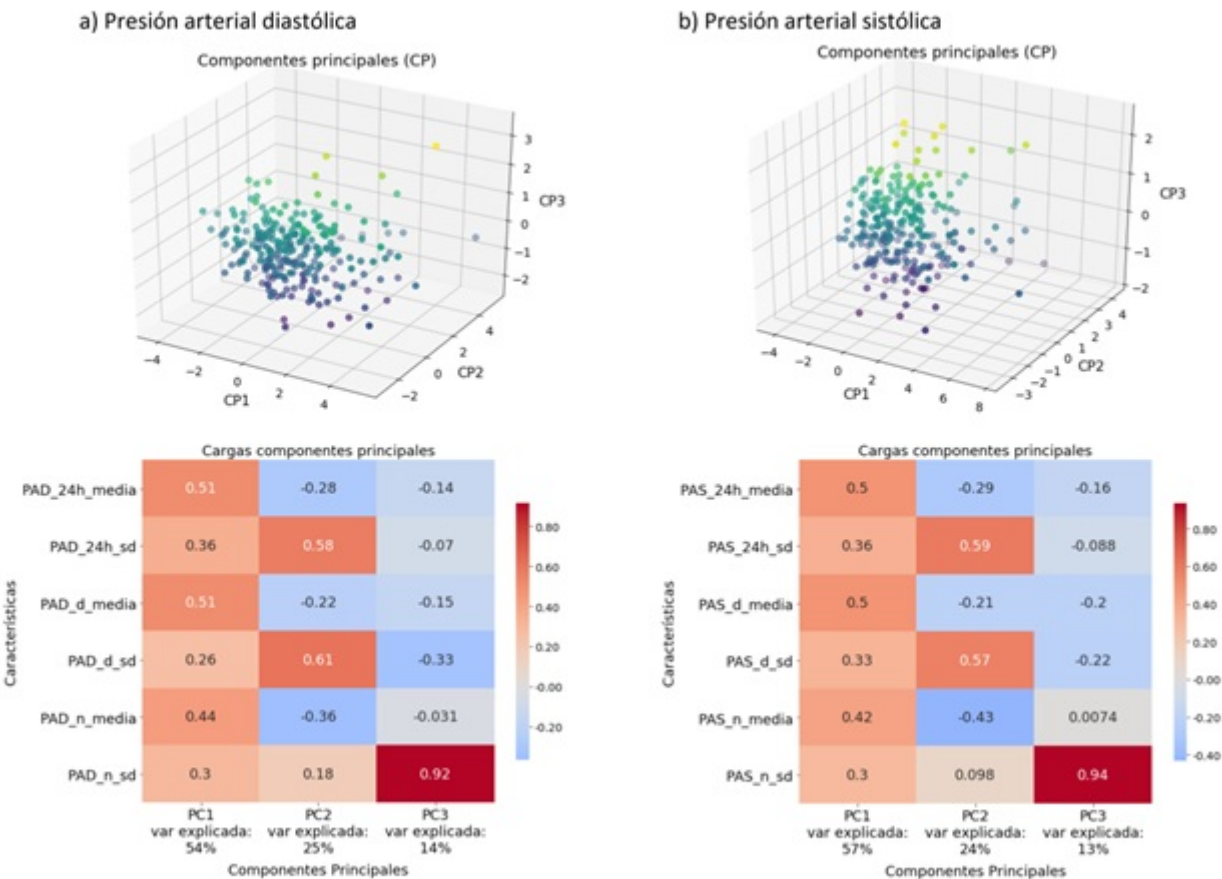 a) Presión arterial diastólica
Componentes principales (CP)
3
2
1
0
−1
−2
CP3
−4
−2
0
2
4
CP1
−2
0
2
4
CP2
Cargas componentes principales
Características
PAD_24h_media 0.51 -0.28 -0.14
PAD_24h_sd 0.36 0.58 -0.07
PAD_d_media 0.51 -0.22 -0.15
PAD_d_sd 0.26 0.61 -0.33
PAD_n_media 0.44 -0.36 -0.031
PAD_n_sd 0.3 0.18 0.92
0.80
0.60
0.40
0.20
-0.00
-0.20
PC1 PC2 PC3
var explicada: var explicada: var explicada:
54% 25% 14%
Componentes Principales
b) Presión arterial sistólica
Componentes principales (CP)
2
1
0
−1
−2
CP3
−4
−2
0
2
4
6
8
CP1
−3
−2
−1
0
1
2
3
4
CP2
Cargas componentes principales
Características
PAS_24h_media 0.5 -0.29 -0.16
PAS_24h_sd 0.36 0.59 -0.088
PAS_d_media 0.5 -0.21 -0.2
PAS_d_sd 0.33 0.57 -0.22
PAS_n_media 0.42 -0.43 0.0074
PAS_n_sd 0.3 0.098 0.94
0.80
0.60
0.40
0.20
-0.00
-0.20
-0.40
PC1 PC2 PC3
var explicada: var explicada: var explicada:
57% 24% 13%
Componentes Principales